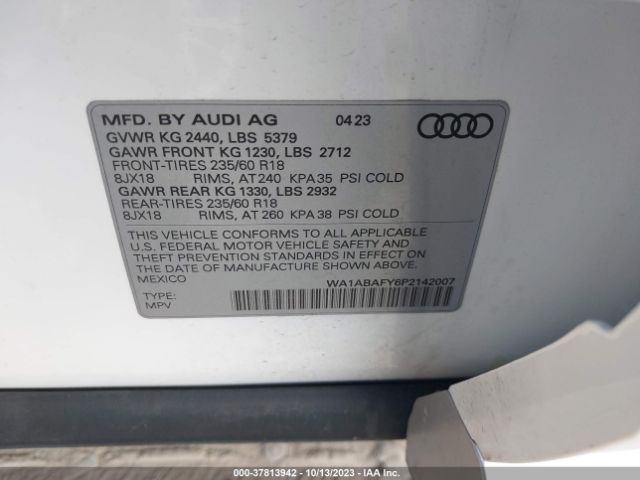 MFD. BY AUDI AG 04 23
GVWR KG 2440, LBS 5379
GAWR FRONT KG 1230, LBS 2712
FRONT-TIRES 235/60 R18
8JX18 RIMS, AT 240 KPA 35 PSI COLD
GAWR REAR KG 1330, LBS 2932
REAR-TIRES 235/60 R18
8JX18 RIMS, AT 260 KPA 38 PSI COLD
THIS VEHICLE CONFORMS TO ALL APPLICABLE
U.S. FEDERAL MOTOR VEHICLE SAFETY AND
THEFT PREVENTION STANDARDS IN EFFECT ON
THE DATE OF MANUFACTURE SHOWN ABOVE.
MEXICO WA1ABAFY6P2142007
TYPE:
MPV
000-37813942 - 10/13/2023 - IAA Inc.